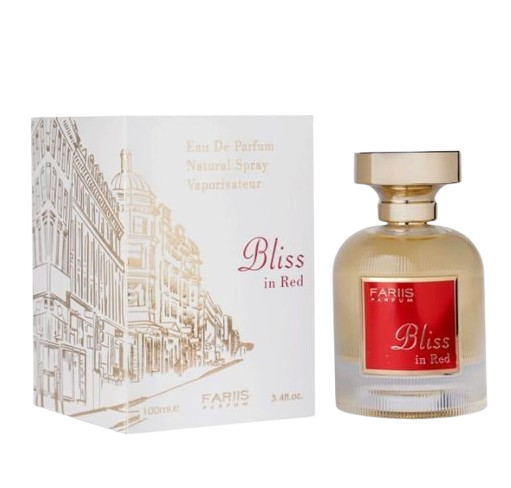 Eau De Parfum
Natural Spray
Vaporisateur
Bliss
in Red
100ml e
FARIIS
PARFUM
3.4fl.oz.
FARIIS
PARFUM
Bliss
in Red